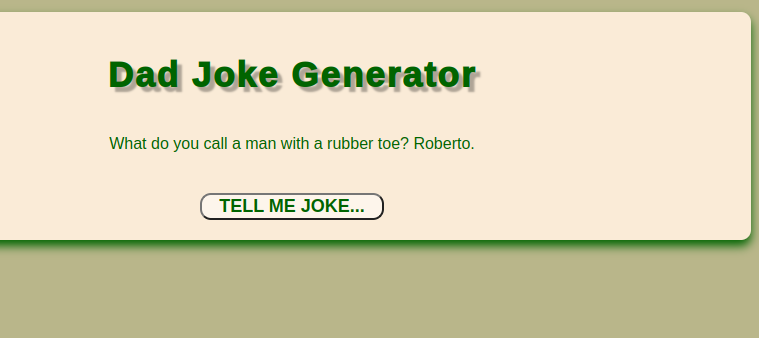 Dad Joke Generator
What do you call a man with a rubber toe? Roberto.
TELL ME JOKE...